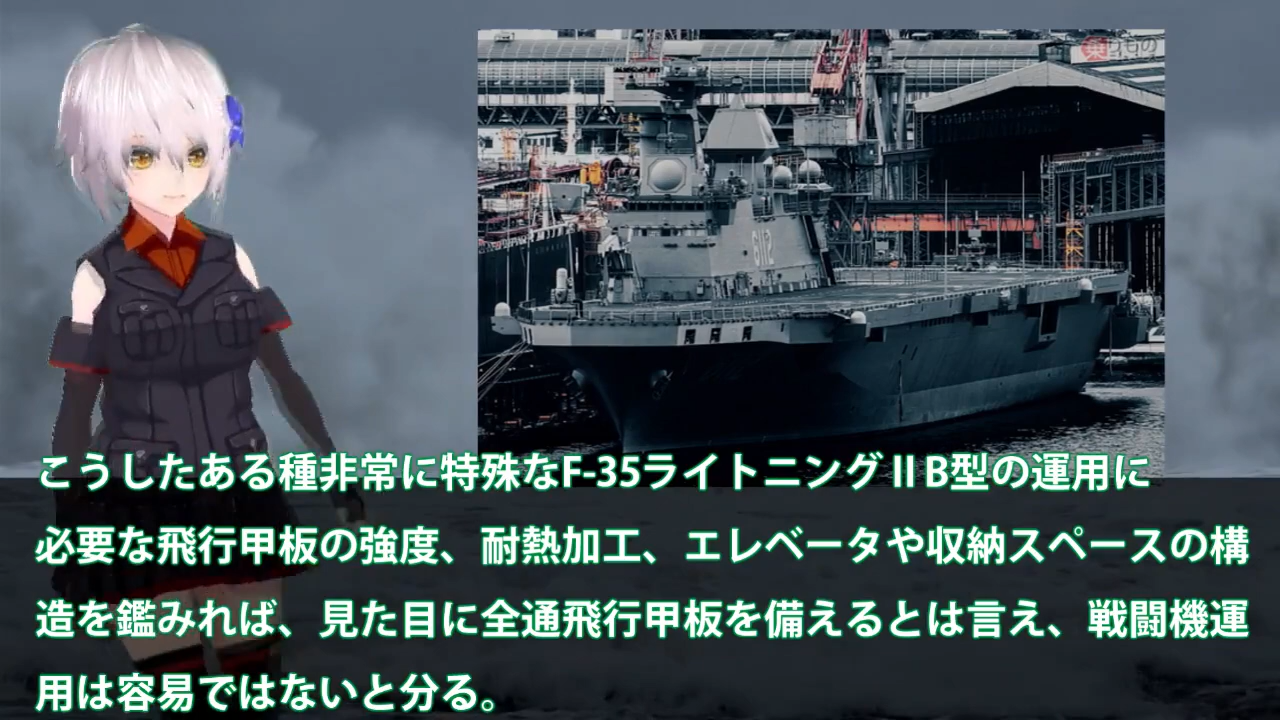 乗りもの
6112
こうしたある種非常に特殊なF-35ライトニングⅡB型の運用に
必要な飛行甲板の強度、耐熱加工、エレベータや収納スペースの構
造を鑑みれば、見た目に全通飛行甲板を備えるとは言え、戦闘機運
用は容易ではないと分る。